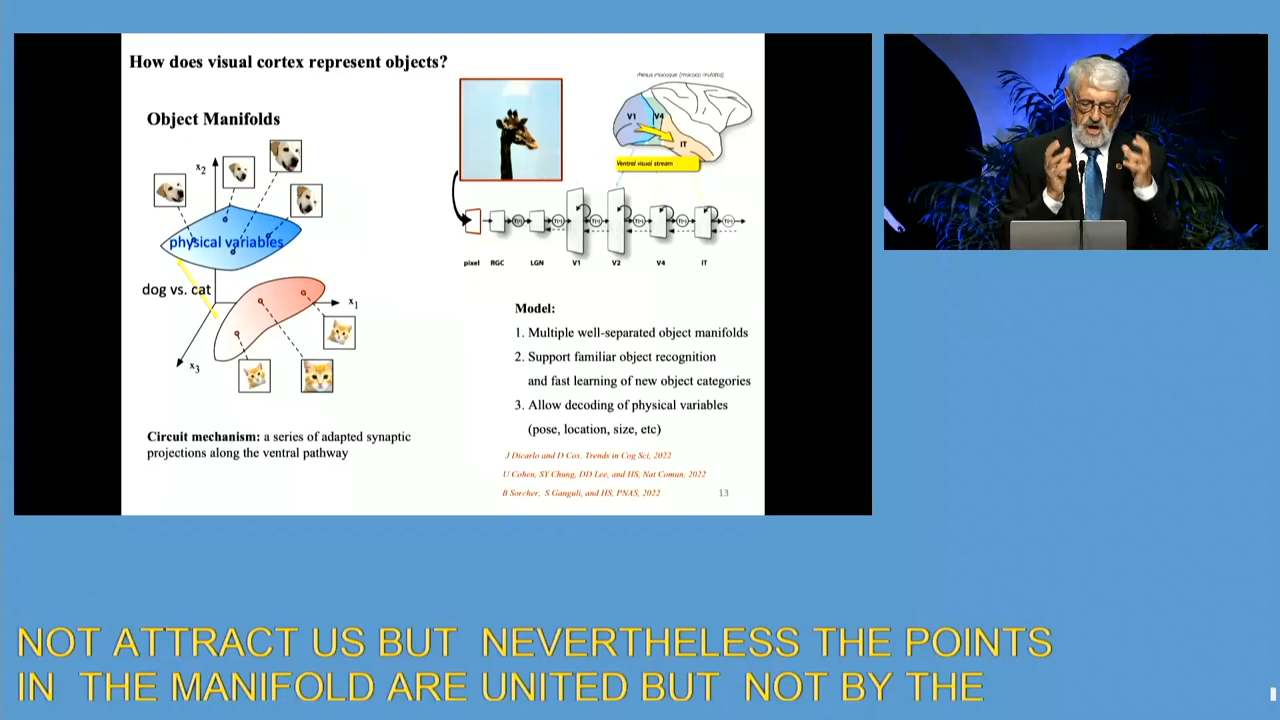 How does visual cortex represent objects?
Object Manifolds
x2
physical variables
dog vs. cat
x1
x3
Circuit mechanism: a series of adapted synaptic
projections along the ventral pathway
rhesus macaque (macaca mulatta)
V1
V4
IT
Ventral visual stream
pixel RGC LGN V1 V2 V4 IT
Model:
1. Multiple well-separated object manifolds
2. Support familiar object recognition
and fast learning of new object categories
3. Allow decoding of physical variables
(pose, location, size, etc)
J Dicarlo and D Cox, Trends in Cog Sci, 2022
U Cohen, SY Chung, DD Lee, and HS, Nat Comun. 2022
B Sorcher, S Ganguli, and HS, PNAS, 2022
13
NOT ATTRACT US BUT NEVERTHELESS THE POINTS
IN THE MANIFOLD ARE UNITED BUT NOT BY THE